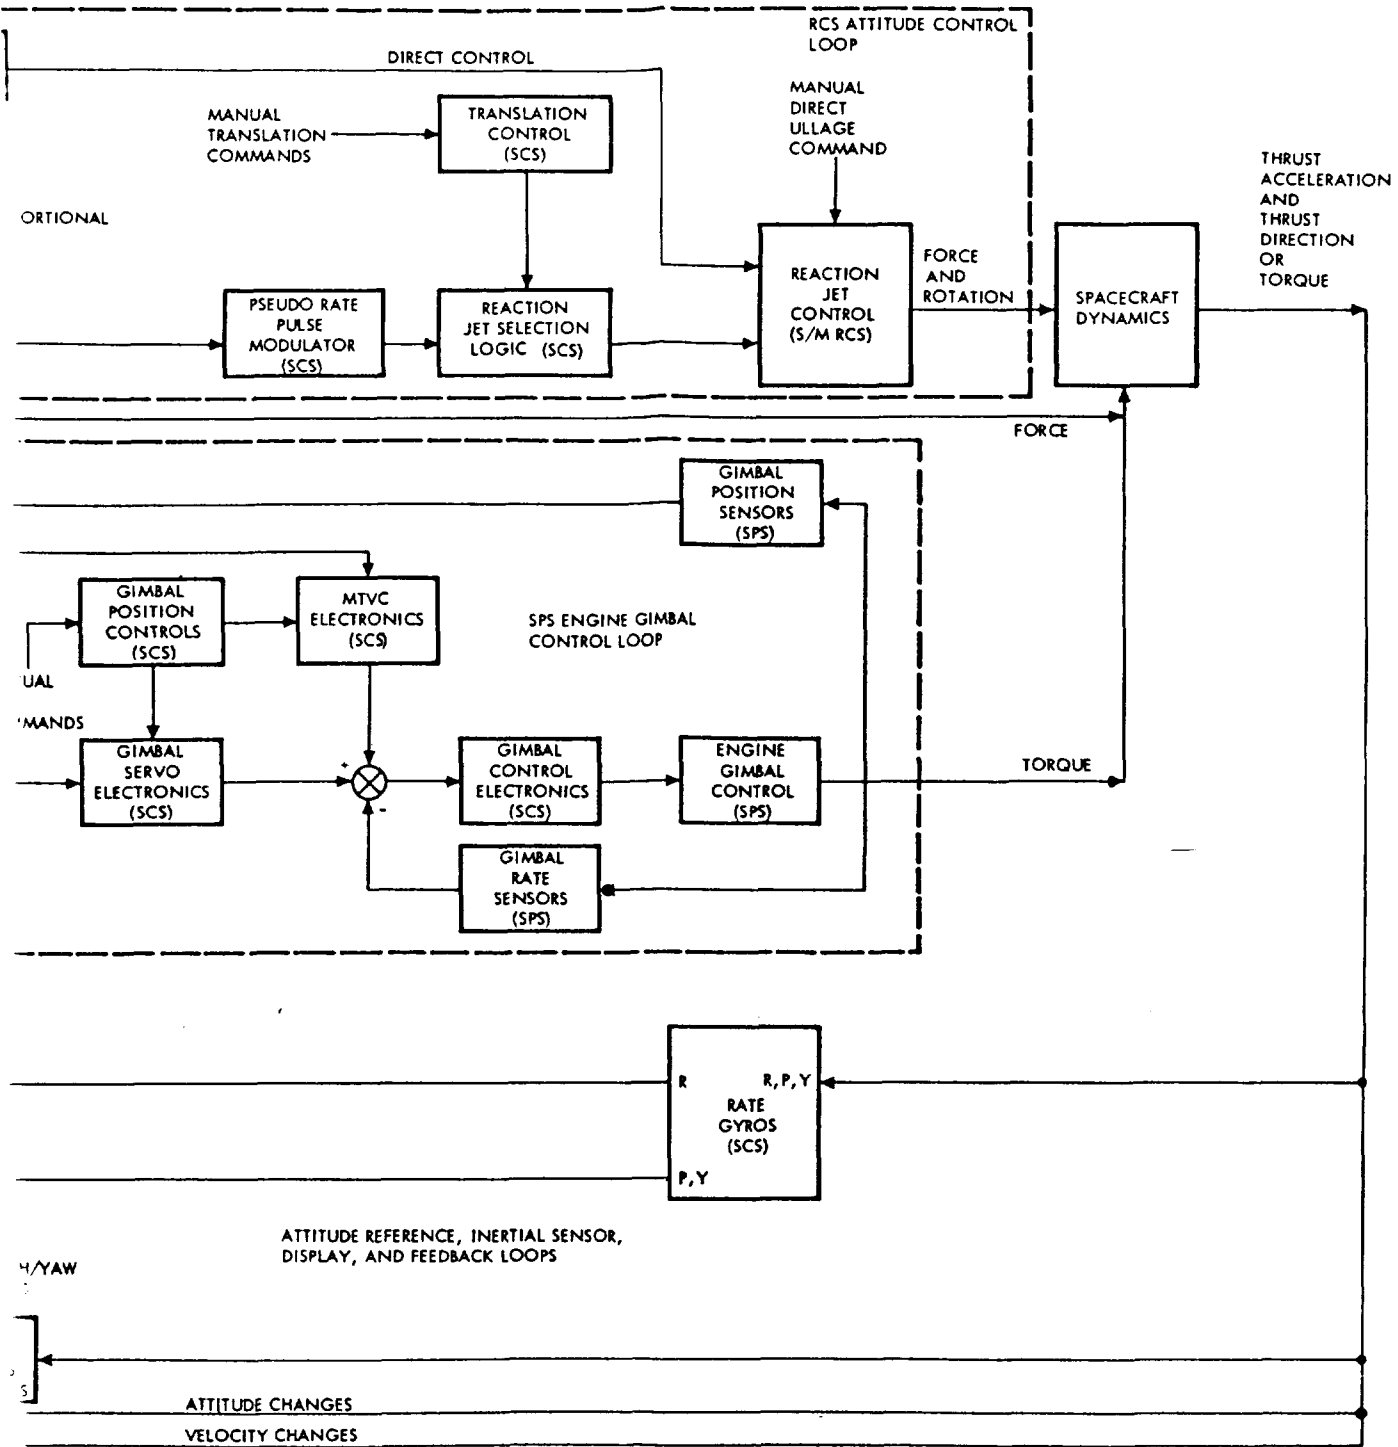 RCS ATTITUDE CONTROL
LOOP
DIRECT CONTROL
MANUAL
DIRECT
ULLAGE
COMMAND
MANUAL
TRANSLATION
COMMANDS
TRANSLATION
CONTROL
(SCS)
THRUST
ACCELERATION
AND
THRUST
DIRECTION
OR
TORQUE
ORTIONAL
PSEUDO RATE
PULSE
MODULATOR
(SCS)
REACTION
JET SELECTION
LOGIC (SCS)
REACTION
JET
CONTROL
(S/M RCS)
FORCE
AND
ROTATION
SPACECRAFT
DYNAMICS
FORCE
GIMBAL
POSITION
SENSORS
(SPS)
GIMBAL
POSITION
CONTROLS
(SCS)
MTVC
ELECTRONICS
(SCS)
SPS ENGINE GIMBAL
CONTROL LOOP
UAL
MANDS
GIMBAL
SERVO
ELECTRONICS
(SCS)
+
-
GIMBAL
CONTROL
ELECTRONICS
(SCS)
ENGINE
GIMBAL
CONTROL
(SPS)
TORQUE
GIMBAL
RATE
SENSORS
(SPS)
R R,P,Y
RATE
GYROS
(SCS)
P,Y
ATTITUDE REFERENCE, INERTIAL SENSOR,
DISPLAY, AND FEEDBACK LOOPS
H/YAW
S
ATTITUDE CHANGES
VELOCITY CHANGES